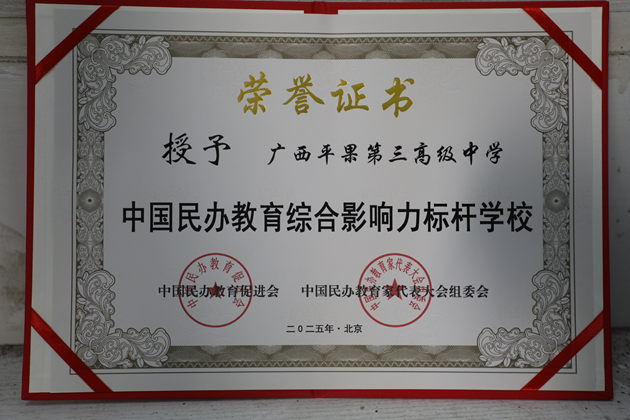 荣誉证书
授予 广西平果第三高级中学
中国民办教育综合影响力标杆学校
中国民办教育促进会 中国民办教育家代表大会组委会
二〇二五年·北京